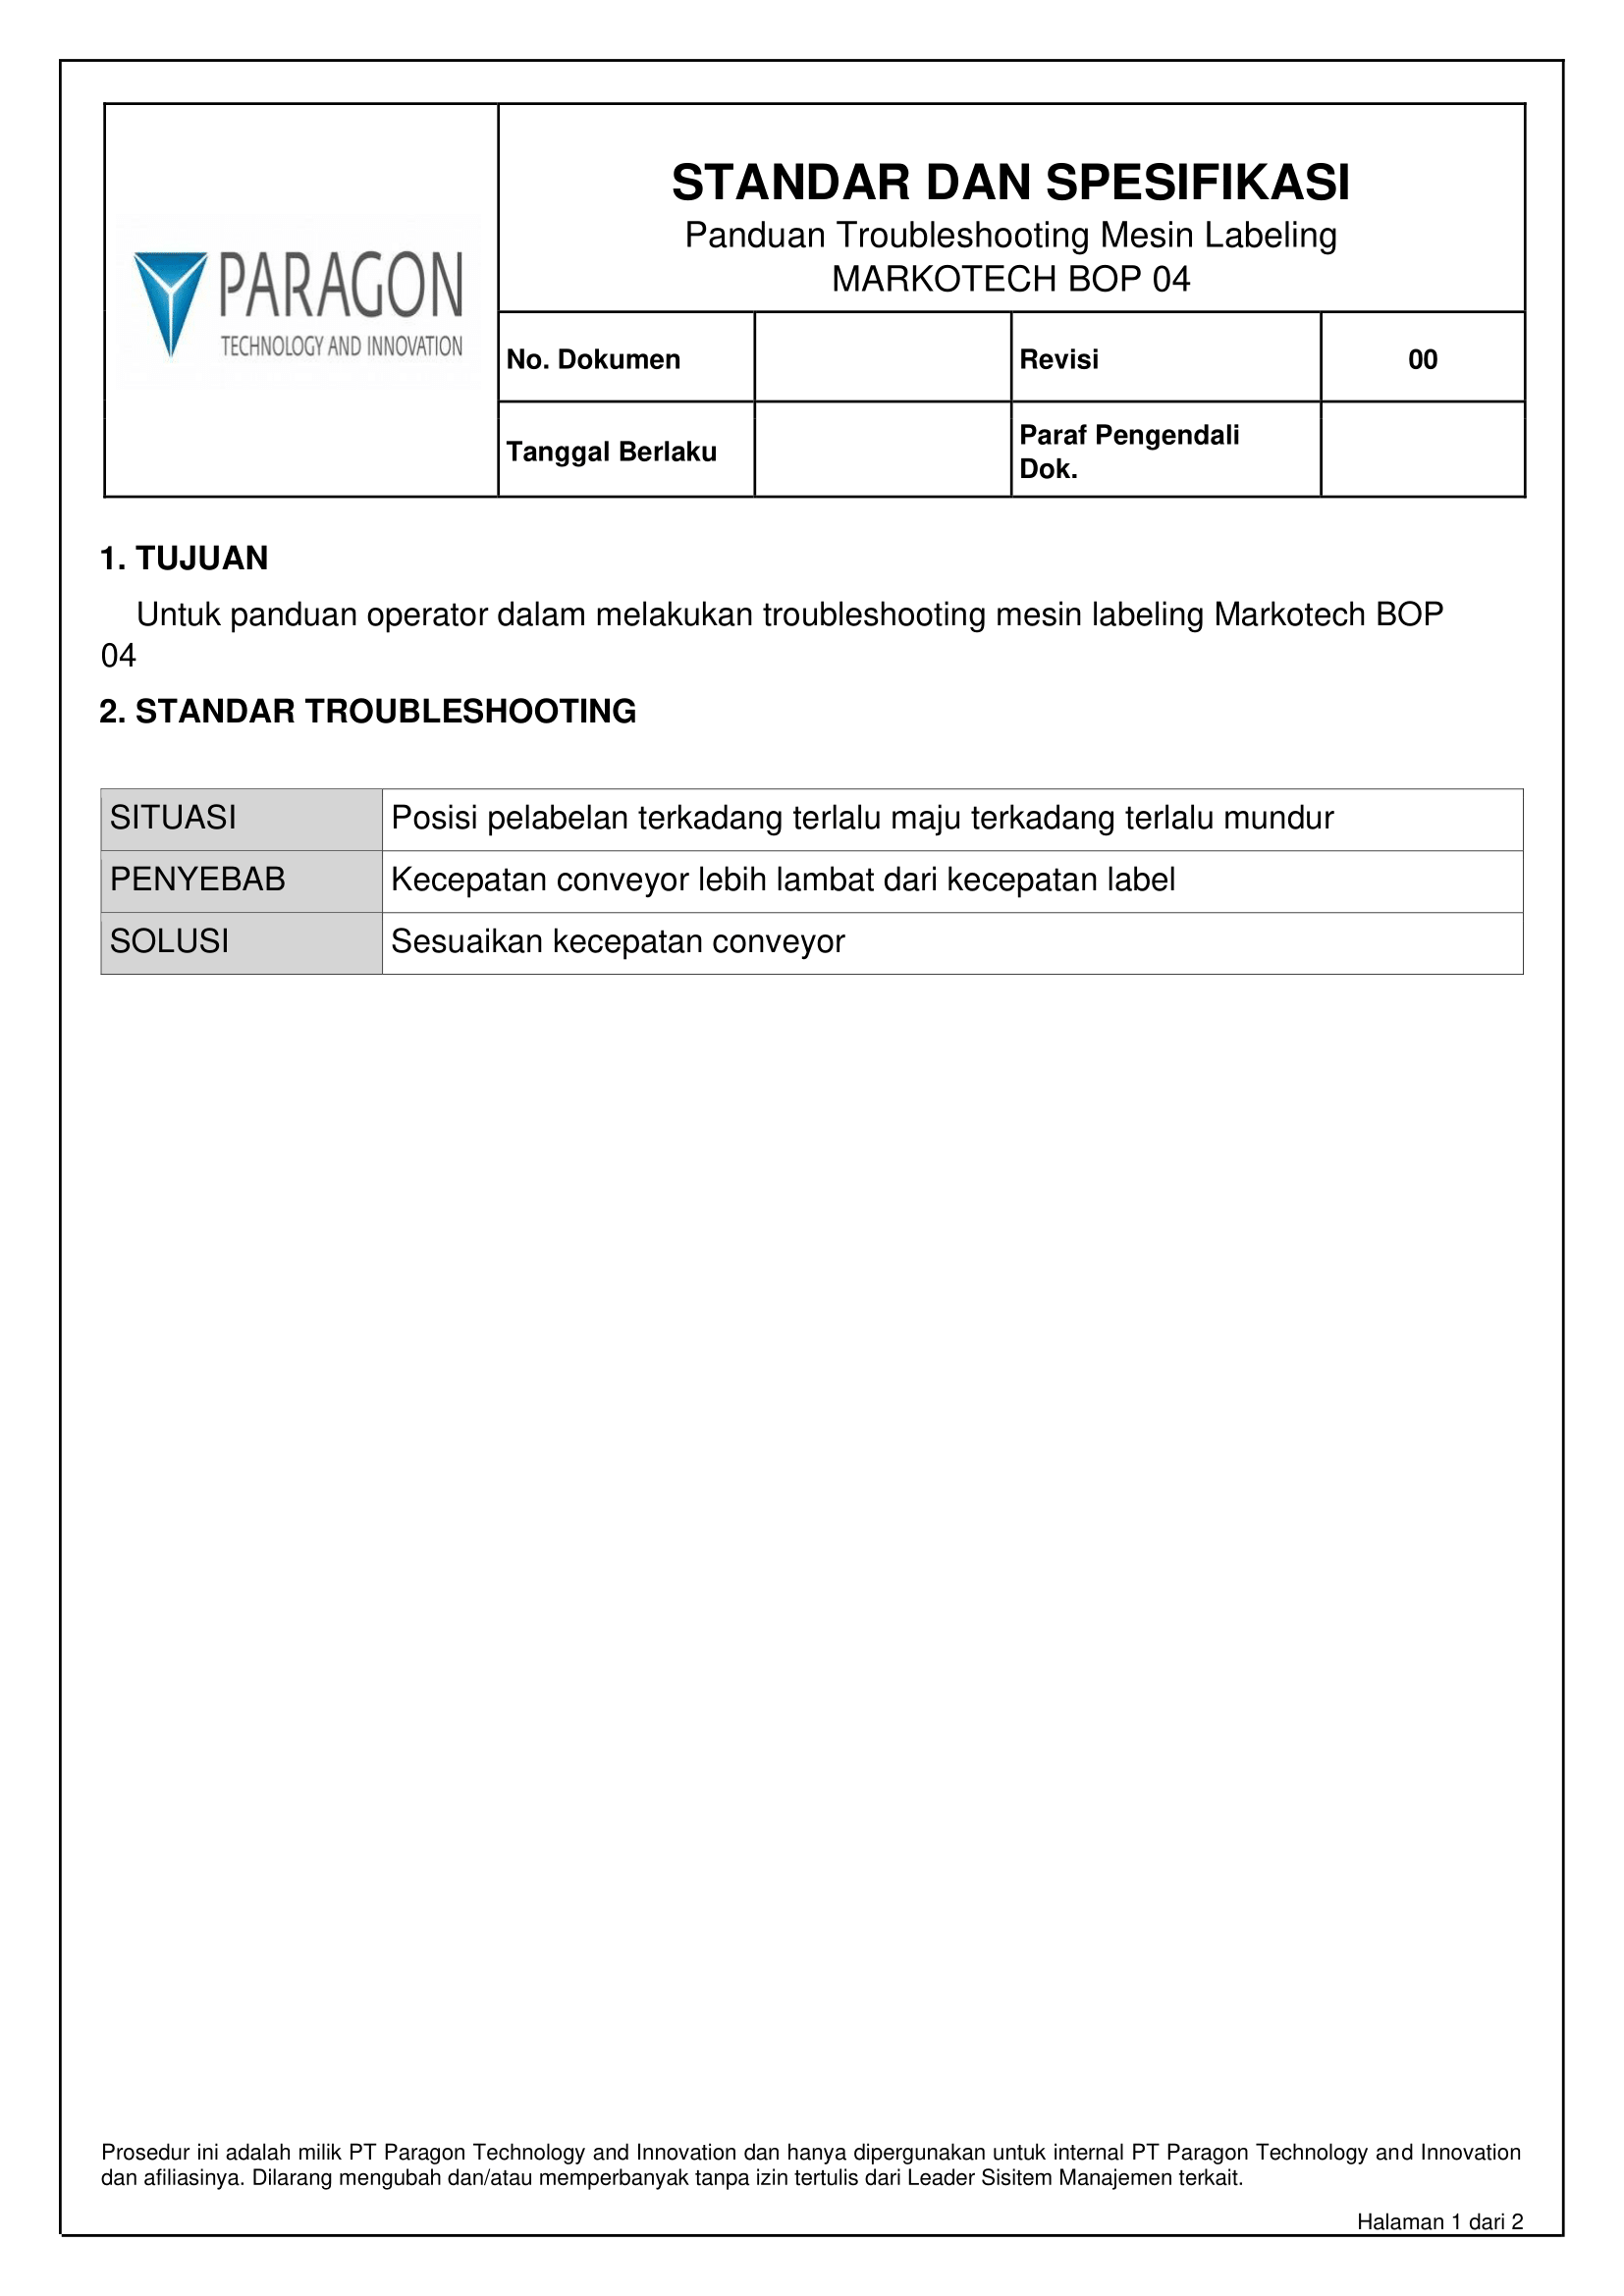 PARAGON
TECHNOLOGY AND INNOVATION
STANDAR DAN SPESIFIKASI
Panduan Troubleshooting Mesin Labeling
MARKOTECH BOP 04
No. Dokumen
Revisi
00
Tanggal Berlaku
Paraf Pengendali
Dok.
1. TUJUAN
Untuk panduan operator dalam melakukan troubleshooting mesin labeling Markotech BOP
04
2. STANDAR TROUBLESHOOTING
SITUASI
Posisi pelabelan terkadang terlalu maju terkadang terlalu mundur
PENYEBAB
Kecepatan conveyor lebih lambat dari kecepatan label
SOLUSI
Sesuaikan kecepatan conveyor
Prosedur ini adalah milik PT Paragon Technology and Innovation dan hanya dipergunakan untuk internal PT Paragon Technology and Innovation
dan afiliasinya. Dilarang mengubah dan/atau memperbanyak tanpa izin tertulis dari Leader Sisitem Manajemen terkait.
Halaman 1 dari 2